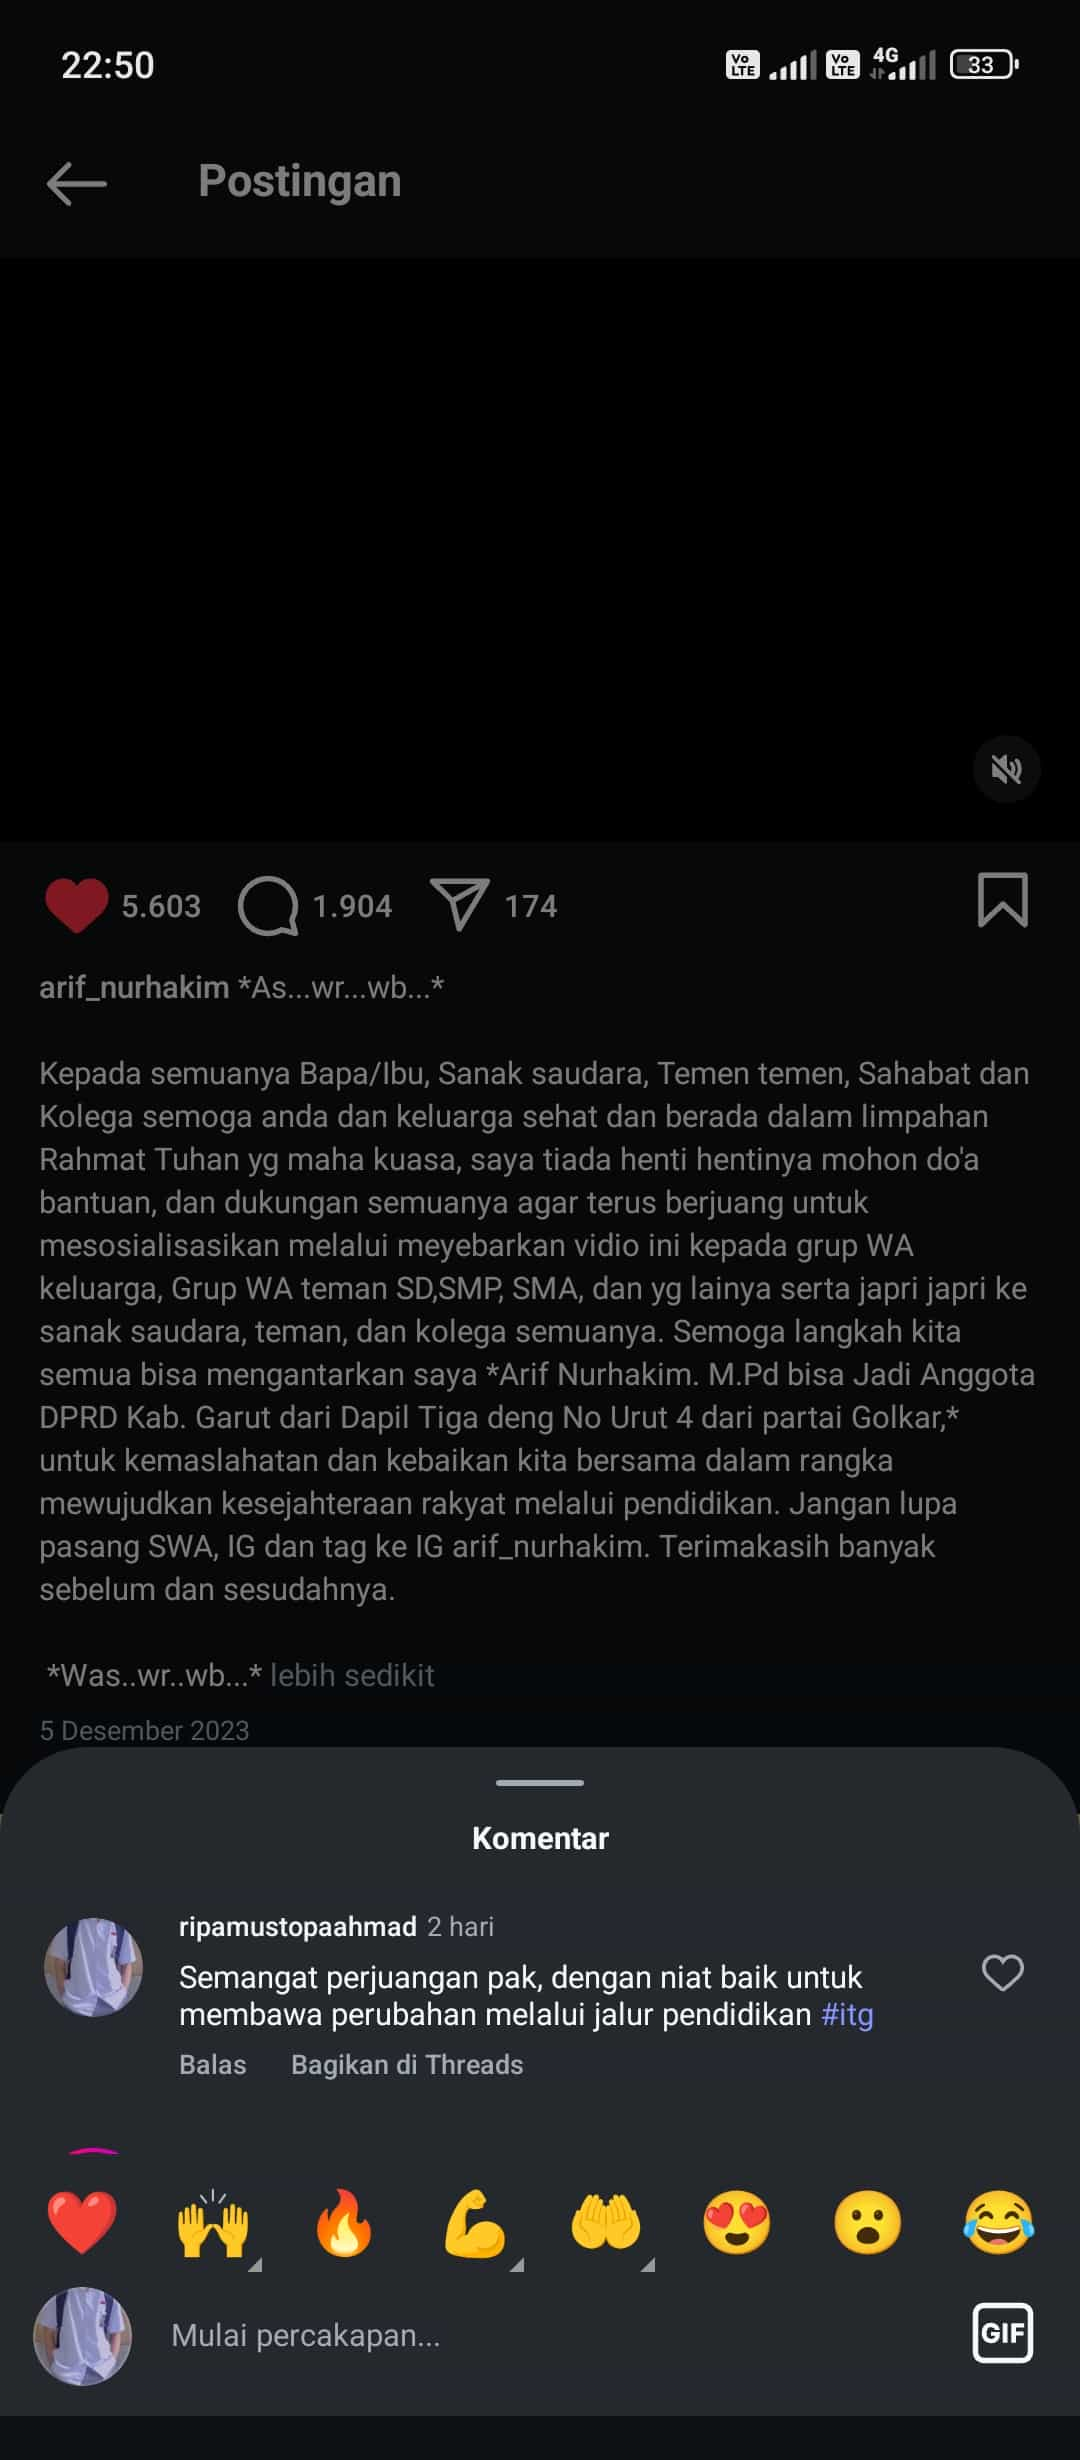 22:50
Vo LTE
Vo LTE
4G
33
Postingan
5.603
1.904
174
arif_nurhakim *As...wr...wb...*
Kepada semuanya Bapa/Ibu, Sanak saudara, Temen temen, Sahabat dan
Kolega semoga anda dan keluarga sehat dan berada dalam limpahan
Rahmat Tuhan yg maha kuasa, saya tiada henti hentinya mohon do'a
bantuan, dan dukungan semuanya agar terus berjuang untuk
mesosialisasikan melalui meyebarkan vidio ini kepada grup WA
keluarga, Grup WA teman SD,SMP, SMA, dan yg lainya serta japri japri ke
sanak saudara, teman, dan kolega semuanya. Semoga langkah kita
semua bisa mengantarkan saya *Arif Nurhakim. M.Pd bisa Jadi Anggota
DPRD Kab. Garut dari Dapil Tiga deng No Urut 4 dari partai Golkar,*
untuk kemaslahatan dan kebaikan kita bersama dalam rangka
mewujudkan kesejahteraan rakyat melalui pendidikan. Jangan lupa
pasang SWA, IG dan tag ke IG arif_nurhakim. Terimakasih banyak
sebelum dan sesudahnya.
*Was..wr..wb...* lebih sedikit
5 Desember 2023
Komentar
ripamustopaahmad 2 hari
Semangat perjuangan pak, dengan niat baik untuk
membawa perubahan melalui jalur pendidikan #itg
Balas Bagikan di Threads
Mulai percakapan...
GIF